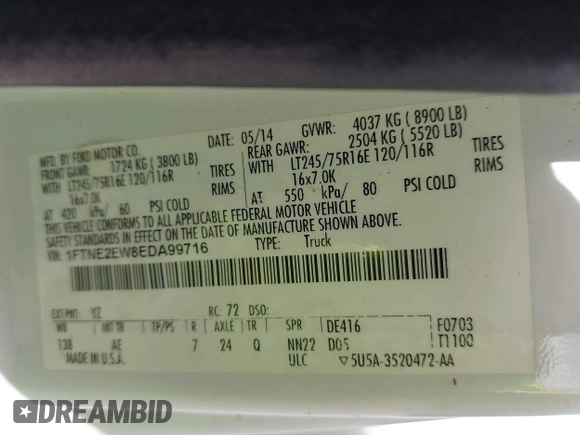 MFD. BY FORD MOTOR CO.
DATE: 05/14 GVWR: 4037 KG ( 8900 LB)
FRONT GAWR: 1724 KG ( 3800 LB) REAR GAWR: 2504 KG ( 5520 LB)
WITH LT245/75R16E 120/116R TIRES WITH LT245/75R16E 120/116R TIRES
16x7.0K RIMS 16x7.0K RIMS
AT 420 kPa/ 60 PSI COLD AT 550 kPa/ 80 PSI COLD
THIS VEHICLE CONFORMS TO ALL APPLICABLE FEDERAL MOTOR VEHICLE
SAFETY STANDARDS IN EFFECT ON THE DATE OF MANUFACTURE SHOWN ABOVE.
VIN: 1FTNE2EW8EDA99716 TYPE: Truck
EXT PNT: YZ RC: 72 DSO:
WB INT TR TP/PS R AXLE TR SPR DE416 F0703
138 AE 7 24 Q NN22 D05 T1100
MADE IN U.S.A. ULC 5U5A-3520472-AA
DREAMBID